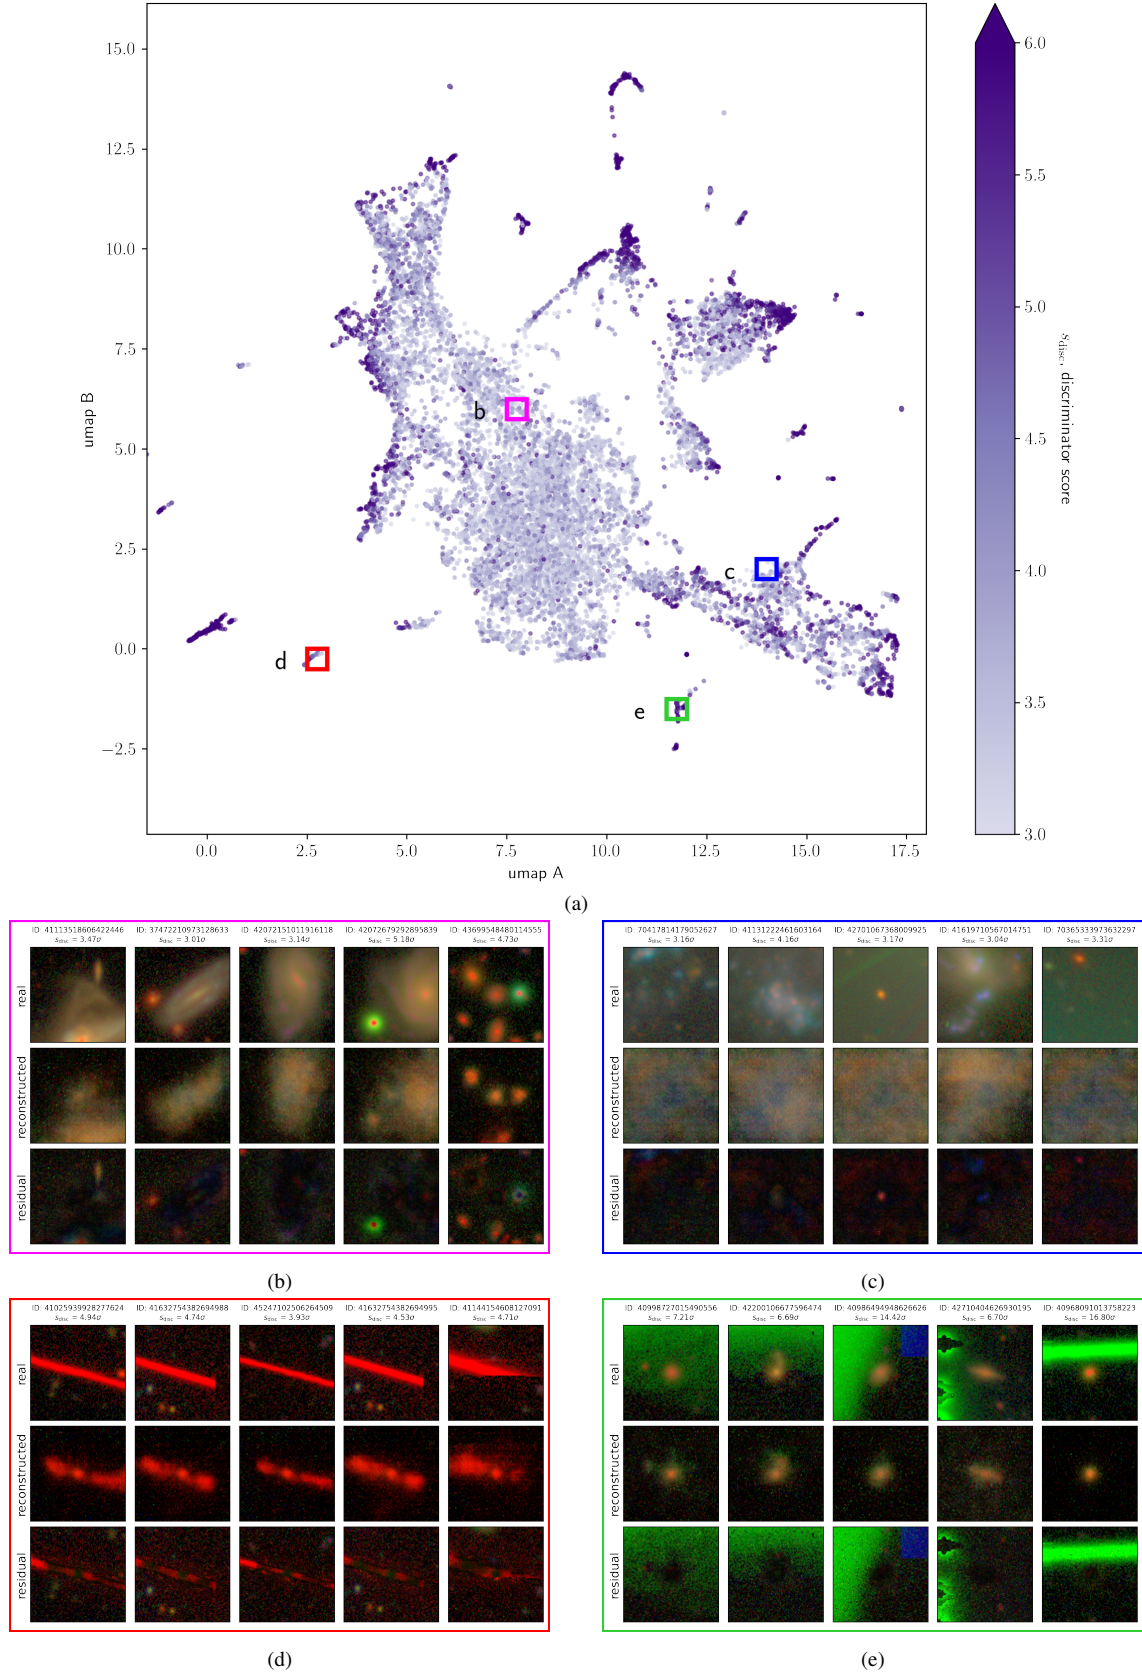 15.0
12.5
10.0
7.5
5.0
2.5
0.0
−2.5
umap B
b
c
d
e
0.0 2.5 5.0 7.5 10.0 12.5 15.0 17.5
umap A
6.0
5.5
5.0
4.5
4.0
3.5
3.0
s_disc, discriminator score
(a)
ID: 41113518606422446 ID: 37472210973128633 ID: 42072151011916118 ID: 42072679292895839 ID: 43699548480114555
s_disc = 3.47σ s_disc = 3.01σ s_disc = 3.14σ s_disc = 5.18σ s_disc = 4.73σ
real
reconstructed
residual
(b)
ID: 70417814179052627 ID: 41131222461603164 ID: 42701067368009925 ID: 41619710567014751 ID: 70365333973632297
s_disc = 3.16σ s_disc = 4.16σ s_disc = 3.17σ s_disc = 3.04σ s_disc = 3.31σ
real
reconstructed
residual
(c)
ID: 41025939928277624 ID: 41632754382694988 ID: 45247102506264509 ID: 41632754382694995 ID: 41144154608127091
s_disc = 4.94σ s_disc = 4.74σ s_disc = 3.93σ s_disc = 4.53σ s_disc = 4.71σ
real
reconstructed
residual
(d)
ID: 40998727015490556 ID: 42200106677596474 ID: 40986494948626626 ID: 42710404626930195 ID: 40968091013758223
s_disc = 7.21σ s_disc = 6.69σ s_disc = 14.42σ s_disc = 6.70σ s_disc = 16.80σ
real
reconstructed
residual
(e)